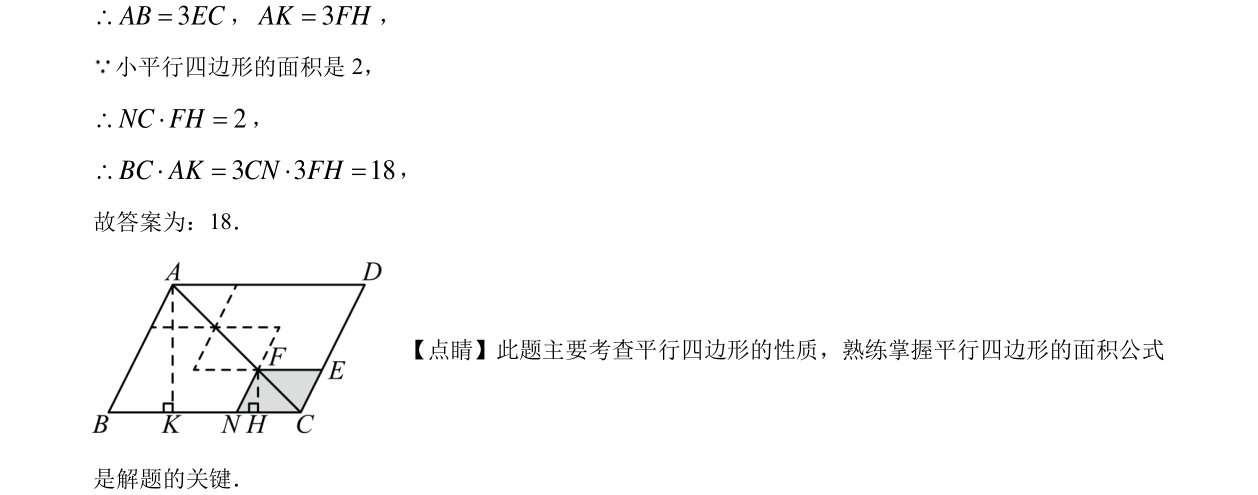 ∴AB=3EC，AK=3FH，
∵小平行四边形的面积是2，
∴NC·FH=2，
∴BC·AK=3CN·3FH=18，
故答案为：18．
A D
F
E
B K N H C
【点睛】此题主要考查平行四边形的性质，熟练掌握平行四边形的面积公式
是解题的关键．